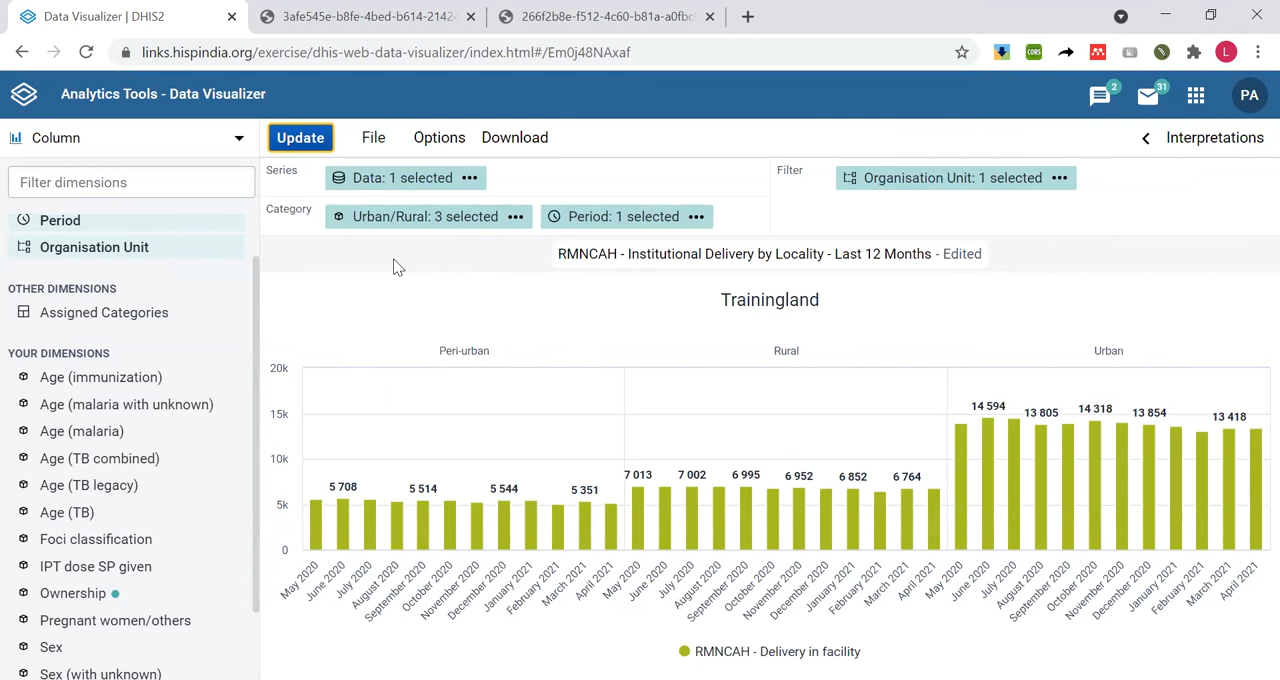 Data Visualizer | DHIS2
3afe545e-b8fe-4bed-b614-21424
266f2b8e-f512-4c60-b81a-a0fbc
links.hispindia.org/exercise/dhis-web-data-visualizer/index.html#/Em0j48NAxaf
CORS
L
Analytics Tools - Data Visualizer
2
31
PA
Column
Update
File
Options
Download
Interpretations
Filter dimensions
Series
Data: 1 selected
Filter
Organisation Unit: 1 selected
Category
Urban/Rural: 3 selected
Period: 1 selected
Period
Organisation Unit
OTHER DIMENSIONS
Assigned Categories
YOUR DIMENSIONS
Age (immunization)
Age (malaria with unknown)
Age (malaria)
Age (TB combined)
Age (TB legacy)
Age (TB)
Foci classification
IPT dose SP given
Ownership
Pregnant women/others
Sex
Sex (with unknown)
RMNCAH - Institutional Delivery by Locality - Last 12 Months - Edited
Trainingland
Peri-urban
Rural
Urban
20k
15k
10k
5k
0
5 708
5 514
5 544
5 351
7 013
7 002
6 995
6 952
6 852
6 764
14 594
13 805
14 318
13 854
13 418
May 2020
June 2020
July 2020
August 2020
September 2020
October 2020
November 2020
December 2020
January 2021
February 2021
March 2021
April 2021
May 2020
June 2020
July 2020
August 2020
September 2020
October 2020
November 2020
December 2020
January 2021
February 2021
March 2021
April 2021
May 2020
June 2020
July 2020
August 2020
September 2020
October 2020
November 2020
December 2020
January 2021
February 2021
March 2021
April 2021
RMNCAH - Delivery in facility